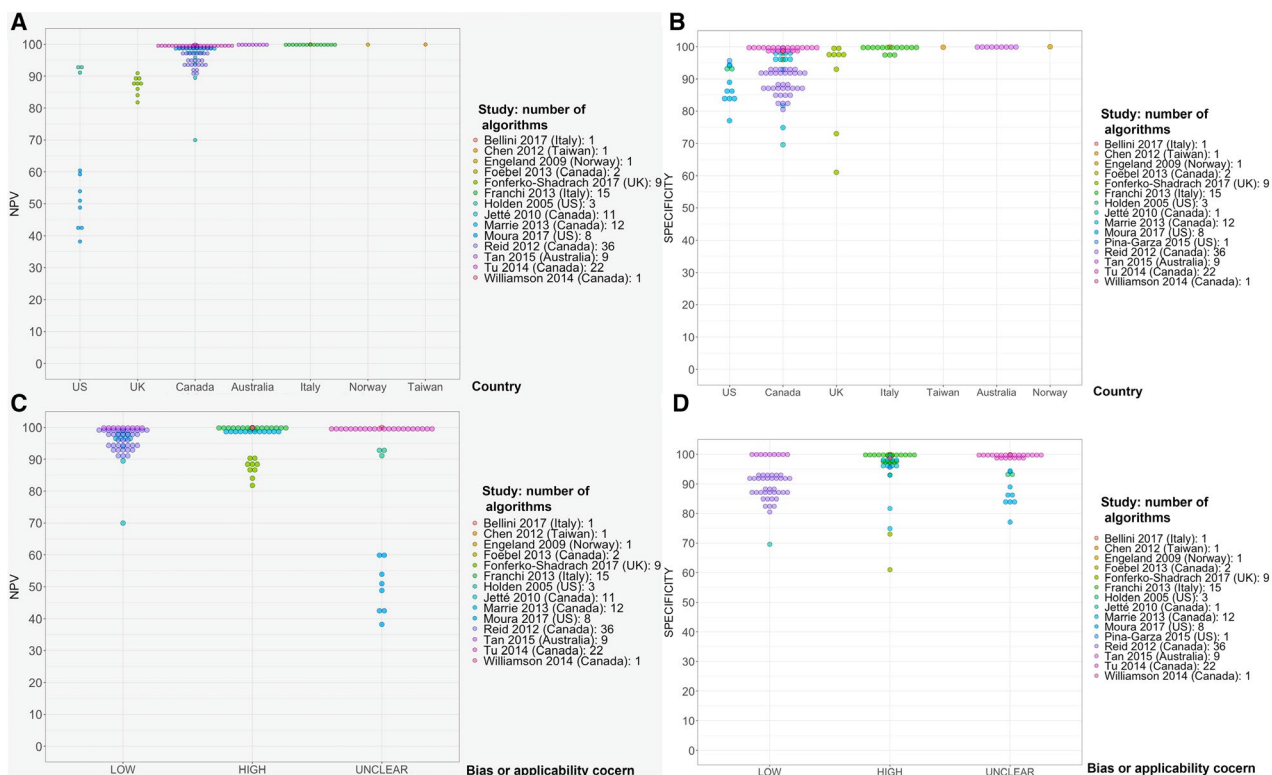 A
NPV
100
90
80
70
60
50
40
30
20
10
0
US
UK
Canada
Australia
Italy
Norway
Taiwan
Country
Study: number of
algorithms
Bellini 2017 (Italy): 1
Chen 2012 (Taiwan): 1
Engeland 2009 (Norway): 1
Foebel 2013 (Canada): 2
Fonferko-Shadrach 2017 (UK): 9
Franchi 2013 (Italy): 15
Holden 2005 (US): 3
Jetté 2010 (Canada): 11
Marrie 2013 (Canada): 12
Moura 2017 (US): 8
Reid 2012 (Canada): 36
Tan 2015 (Australia): 9
Tu 2014 (Canada): 22
Williamson 2014 (Canada): 1
B
SPECIFICITY
100
90
80
70
60
50
40
30
20
10
0
US
Canada
UK
Italy
Taiwan
Australia
Norway
Country
Study: number of
algorithms
Bellini 2017 (Italy): 1
Chen 2012 (Taiwan): 1
Engeland 2009 (Norway): 1
Foebel 2013 (Canada): 2
Fonferko-Shadrach 2017 (UK): 9
Franchi 2013 (Italy): 15
Holden 2005 (US): 3
Jetté 2010 (Canada): 1
Marrie 2013 (Canada): 12
Moura 2017 (US): 8
Pina-Garza 2015 (US): 1
Reid 2012 (Canada): 36
Tan 2015 (Australia): 9
Tu 2014 (Canada): 22
Williamson 2014 (Canada): 1
C
NPV
100
90
80
70
60
50
40
30
20
10
0
LOW
HIGH
UNCLEAR
Bias or applicability cocern
Study: number of
algorithms
Bellini 2017 (Italy): 1
Chen 2012 (Taiwan): 1
Engeland 2009 (Norway): 1
Foebel 2013 (Canada): 2
Fonferko-Shadrach 2017 (UK): 9
Franchi 2013 (Italy): 15
Holden 2005 (US): 3
Jetté 2010 (Canada): 11
Marrie 2013 (Canada): 12
Moura 2017 (US): 8
Reid 2012 (Canada): 36
Tan 2015 (Australia): 9
Tu 2014 (Canada): 22
Williamson 2014 (Canada): 1
D
SPECIFICITY
100
90
80
70
60
50
40
30
20
10
0
LOW
HIGH
UNCLEAR
Bias or applicability cocern
Study: number of
algorithms
Bellini 2017 (Italy): 1
Chen 2012 (Taiwan): 1
Engeland 2009 (Norway): 1
Foebel 2013 (Canada): 2
Fonferko-Shadrach 2017 (UK): 9
Franchi 2013 (Italy): 15
Holden 2005 (US): 3
Jetté 2010 (Canada): 1
Marrie 2013 (Canada): 12
Moura 2017 (US): 8
Pina-Garza 2015 (US): 1
Reid 2012 (Canada): 36
Tan 2015 (Australia): 9
Tu 2014 (Canada): 22
Williamson 2014 (Canada): 1